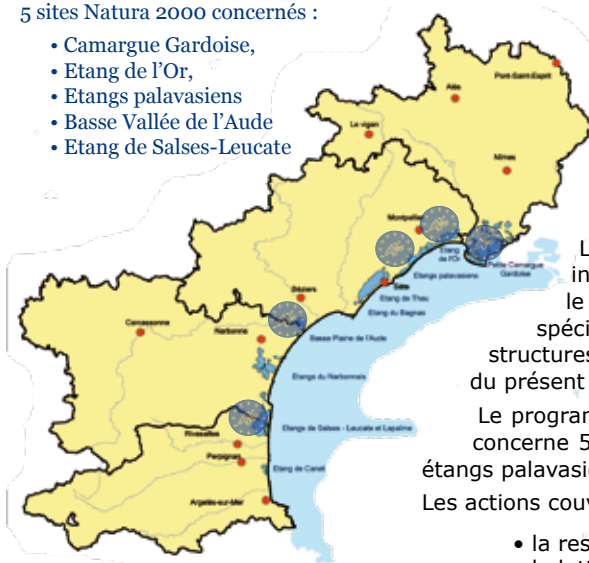 5 sites Natura 2000 concernés :
• Camargue Gardoise,
• Etang de l'Or,
• Etangs palavasiens
• Basse Vallée de l'Aude
• Etang de Salses-Leucate
Pont-Saint-Esprit
Alès
Le vigan
Nîmes
Montpellier
Etang
de l'Or
Petite Camargue
Gardoise
Etangs palavasiens
Sète
Etang de Thau
Etang du Bagnas
Béziers
Basse Plaine de l'Aude
Carcassonne
Narbonne
Etangs du Narbonnais
Etangs de Salses - Leucate et Lapalme
Rivesaltes
Perpignan
Etang de Canet
Argelès-sur-Mer
L
in
le
spéci
structures
du présent
Le program
concerne 5
étangs palavasie
Les actions couv
• la res